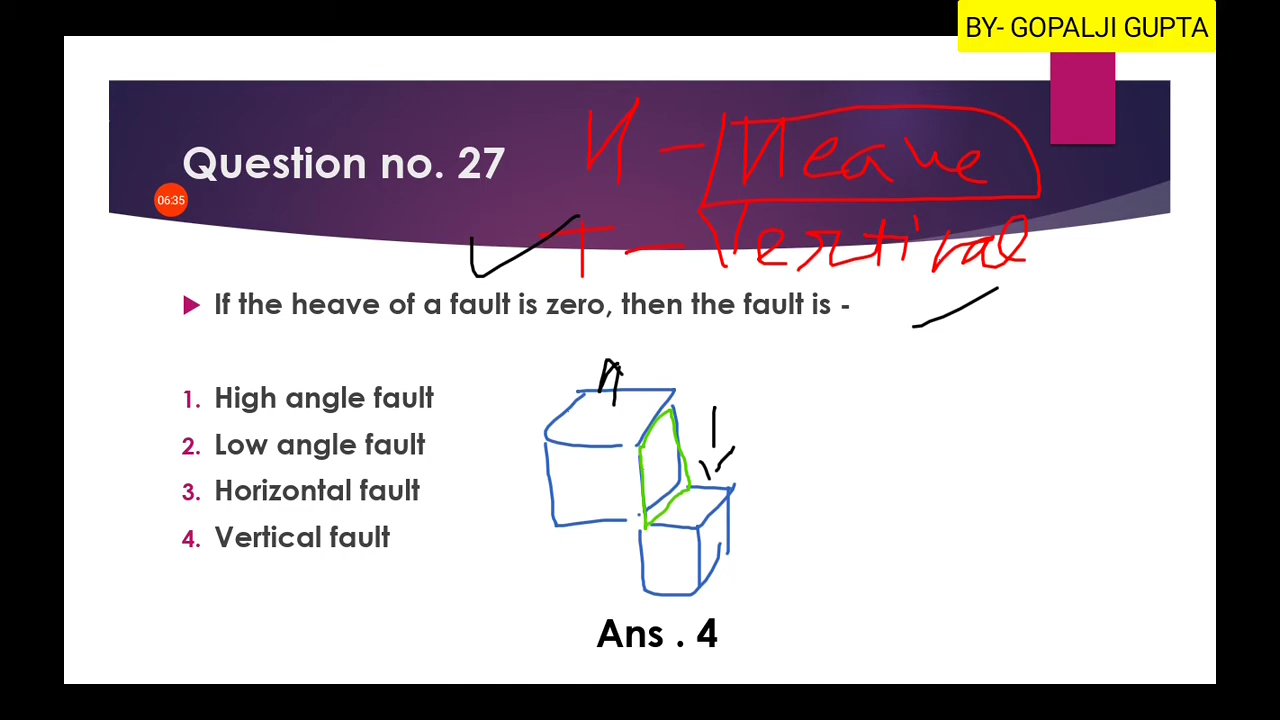 BY- GOPALJI GUPTA
H - Heave
Question no. 27
06:35
T - Vertical
If the heave of a fault is zero, then the fault is -
1. High angle fault
2. Low angle fault
3. Horizontal fault
4. Vertical fault
Ans . 4